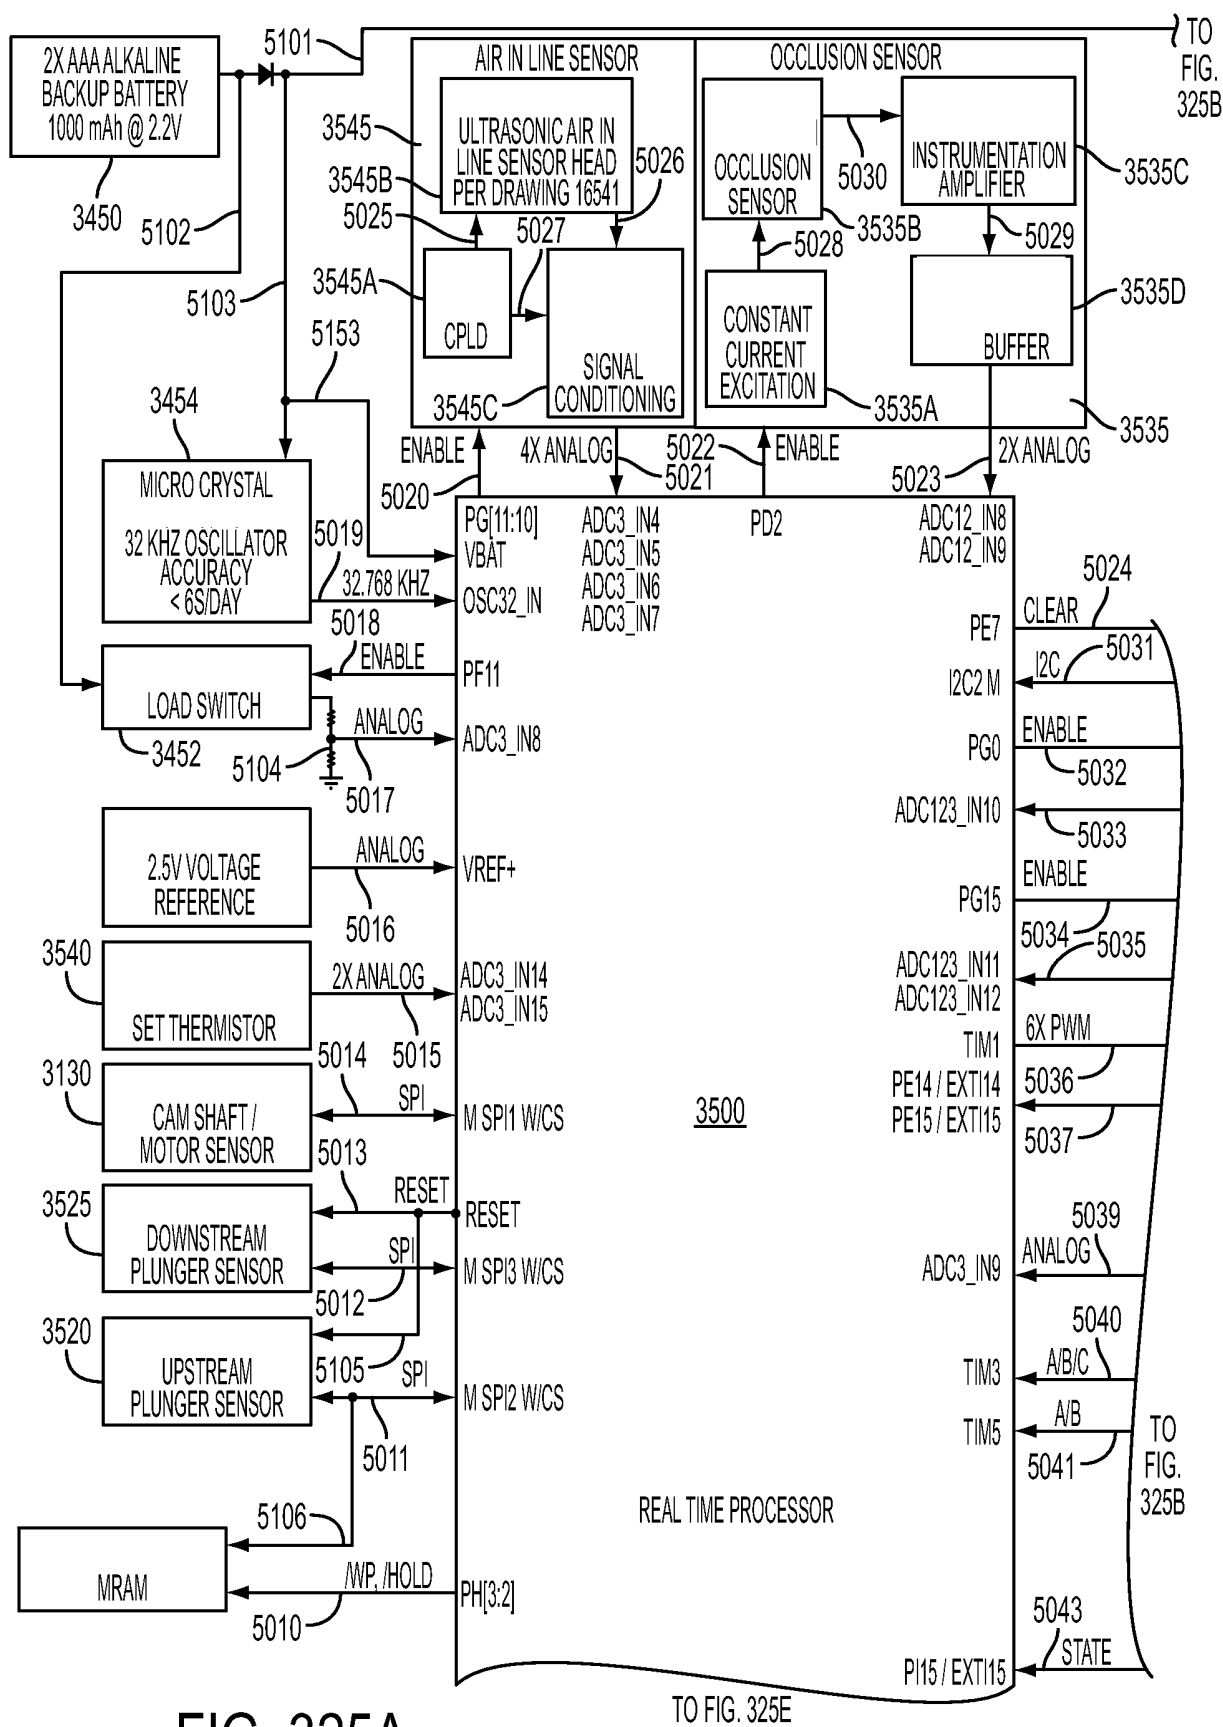 TO
FIG.
325B
5101
2X AAA ALKALINE
BACKUP BATTERY
1000 mAh @ 2.2V
3450
5102
5103
5153
AIR IN LINE SENSOR
3545
ULTRASONIC AIR IN
LINE SENSOR HEAD
PER DRAWING 16541
3545B
5025
5026
5027
3545A
CPLD
SIGNAL
CONDITIONING
3545C
OCCLUSION SENSOR
OCCLUSION
SENSOR
5030
INSTRUMENTATION
AMPLIFIER
3535C
3535B
5028
5029
3535D
BUFFER
CONSTANT
CURRENT
EXCITATION
3535A
3535
3454
MICRO CRYSTAL
32 KHZ OSCILLATOR
ACCURACY
< 6S/DAY
ENABLE
5020
4X ANALOG
5021
5022
ENABLE
5023
2X ANALOG
PG[11:10]
VBAT
ADC3_IN4
ADC3_IN5
ADC3_IN6
ADC3_IN7
PD2
ADC12_IN8
ADC12_IN9
5019
32.768 KHZ
OSC32_IN
5018
ENABLE
PF11
LOAD SWITCH
3452
5104
ANALOG
ADC3_IN8
5017
2.5V VOLTAGE
REFERENCE
ANALOG
VREF+
5016
3540
SET THERMISTOR
2X ANALOG
ADC3_IN14
ADC3_IN15
5015
5014
3130
CAM SHAFT /
MOTOR SENSOR
SPI
M SPI1 W/CS
5013
3525
DOWNSTREAM
PLUNGER SENSOR
RESET
RESET
SPI
M SPI3 W/CS
5012
3520
UPSTREAM
PLUNGER SENSOR
5105
SPI
M SPI2 W/CS
5011
5106
MRAM
/WP, /HOLD
PH[3:2]
5010
3500
REAL TIME PROCESSOR
5024
PE7
CLEAR
5031
I2C2 M
I2C
PG0
ENABLE
5032
ADC123_IN10
5033
ENABLE
PG15
5034
5035
ADC123_IN11
ADC123_IN12
TIM1
6X PWM
5036
PE14 / EXTI14
PE15 / EXTI15
5037
5039
ADC3_IN9
ANALOG
5040
TIM3
A/B/C
TIM5
A/B
5041
TO
FIG.
325B
5043
PI15 / EXTI15
STATE
TO FIG. 325E
FIG. 325A